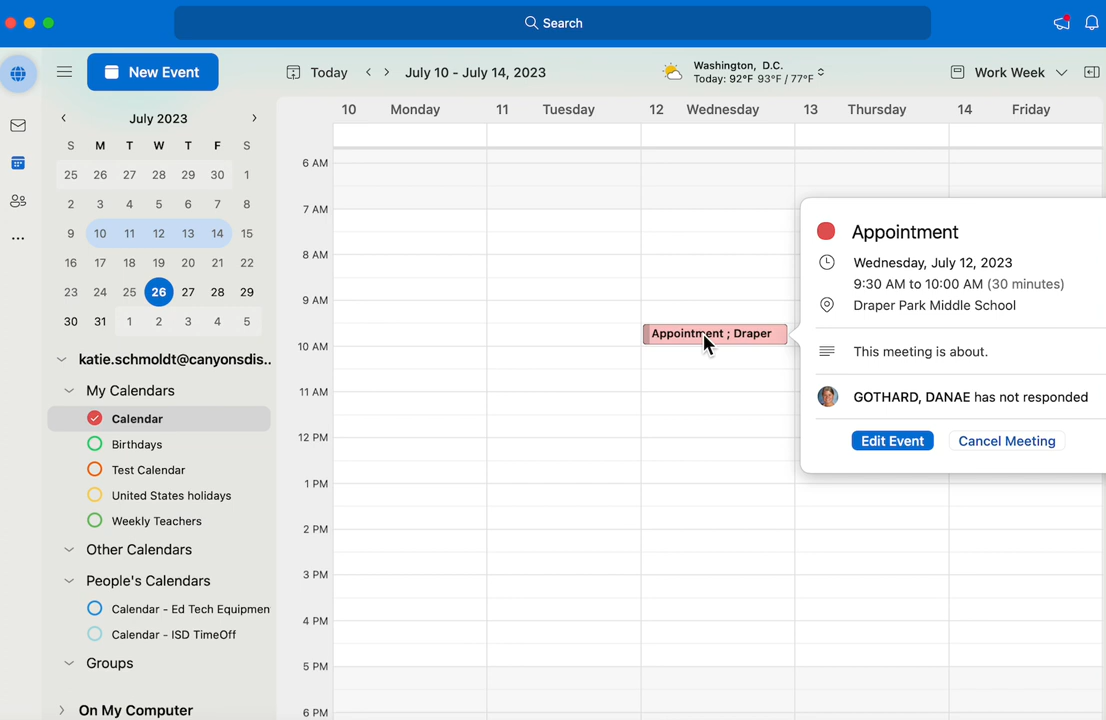 Search
New Event
Today
July 10 - July 14, 2023
Washington, D.C.
Today: 92°F 93°F / 77°F
Work Week
July 2023
S M T W T F S
25 26 27 28 29 30 1
2 3 4 5 6 7 8
9 10 11 12 13 14 15
16 17 18 19 20 21 22
23 24 25 26 27 28 29
30 31 1 2 3 4 5
katie.schmoldt@canyonsdis..
My Calendars
Calendar
Birthdays
Test Calendar
United States holidays
Weekly Teachers
Other Calendars
People's Calendars
Calendar - Ed Tech Equipmen
Calendar - ISD TimeOff
Groups
On My Computer
10 Monday 11 Tuesday 12 Wednesday 13 Thursday 14 Friday
6 AM
7 AM
8 AM
9 AM
10 AM
11 AM
12 PM
1 PM
2 PM
3 PM
4 PM
5 PM
6 PM
Appointment ; Draper
Appointment
Wednesday, July 12, 2023
9:30 AM to 10:00 AM (30 minutes)
Draper Park Middle School
This meeting is about.
GOTHARD, DANAE has not responded
Edit Event
Cancel Meeting